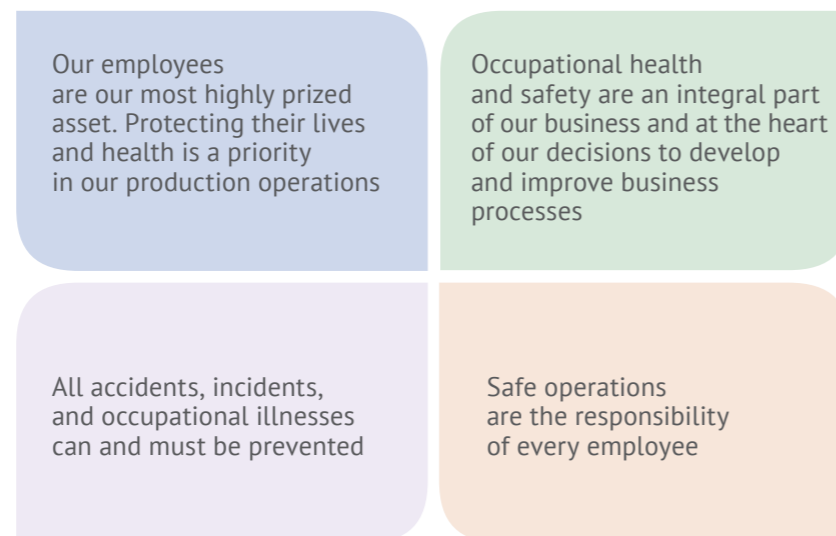 Our employees
are our most highly prized
asset. Protecting their lives
and health is a priority
in our production operations
Occupational health
and safety are an integral part
of our business and at the heart
of our decisions to develop
and improve business
processes
All accidents, incidents,
and occupational illnesses
can and must be prevented
Safe operations
are the responsibility
of every employee